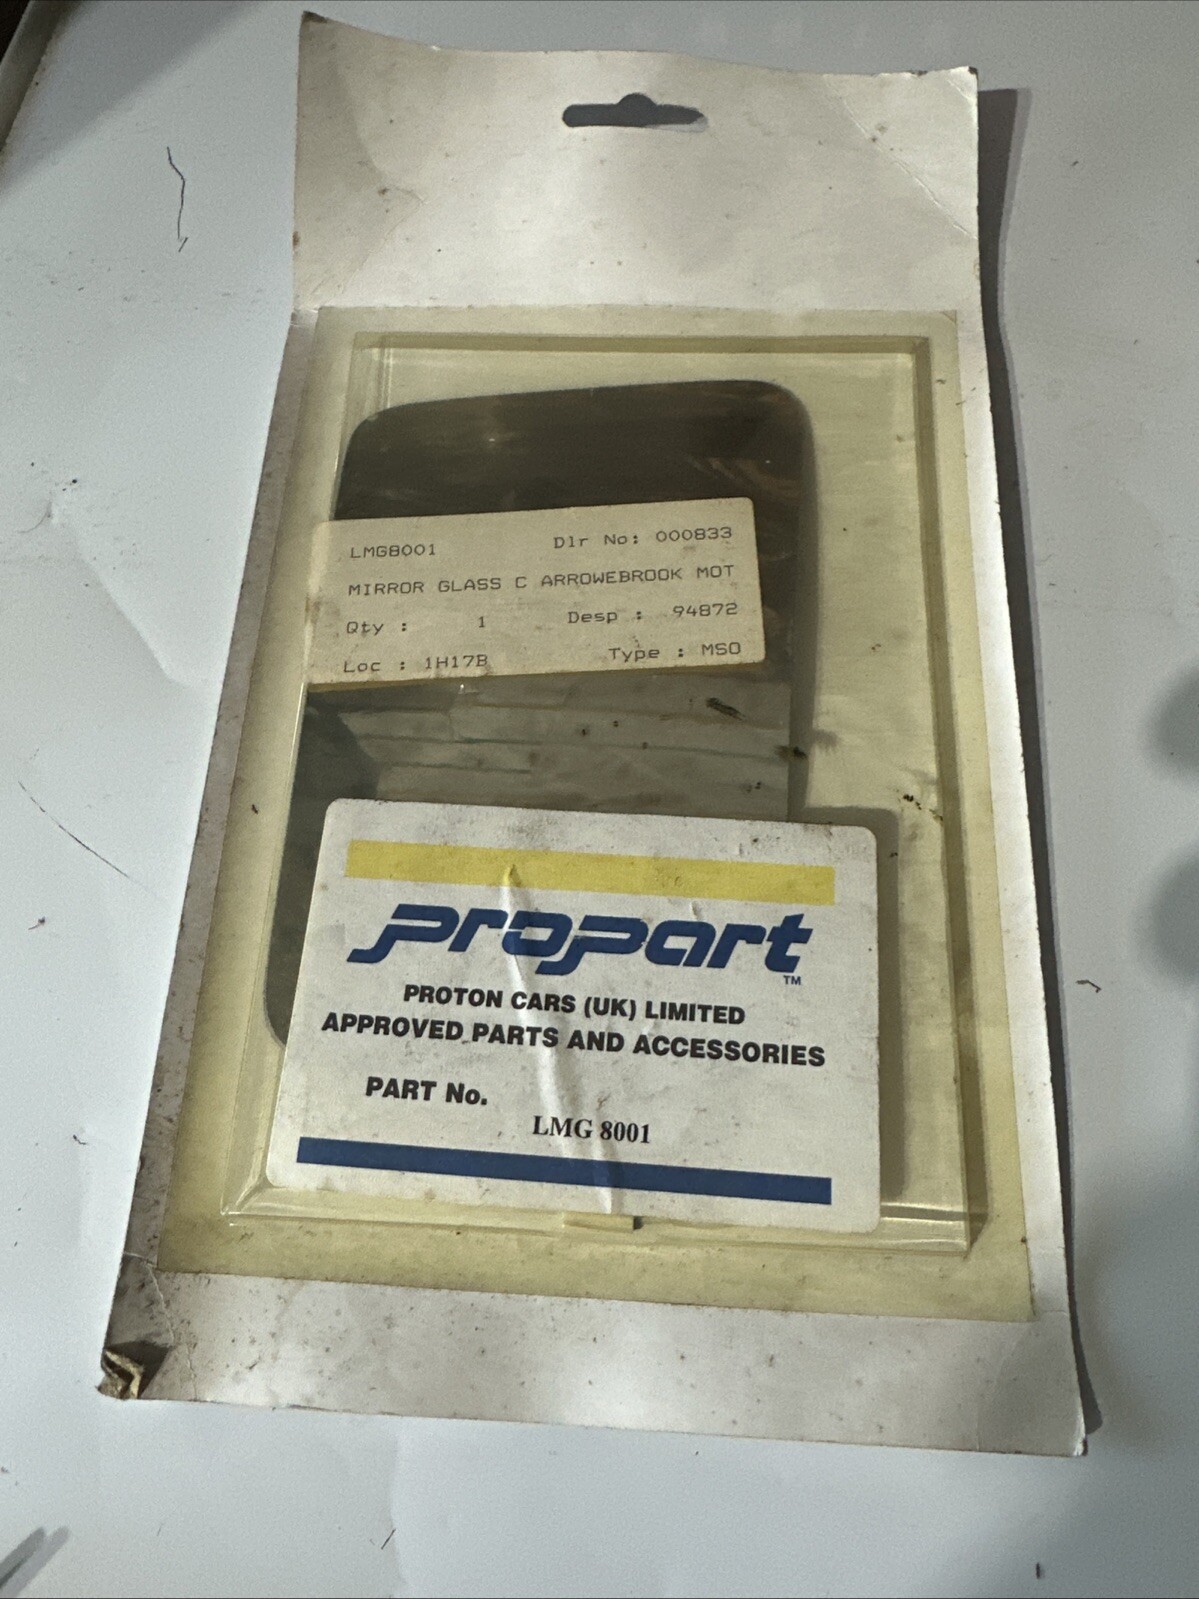 LMG8001 Dlr No: 000833
MIRROR GLASS C ARROWEBROOK MOT
Qty : 1 Desp : 94872
Loc : 1H17B Type : MSO
propart
TM
PROTON CARS (UK) LIMITED
APPROVED PARTS AND ACCESSORIES
PART No.
LMG 8001